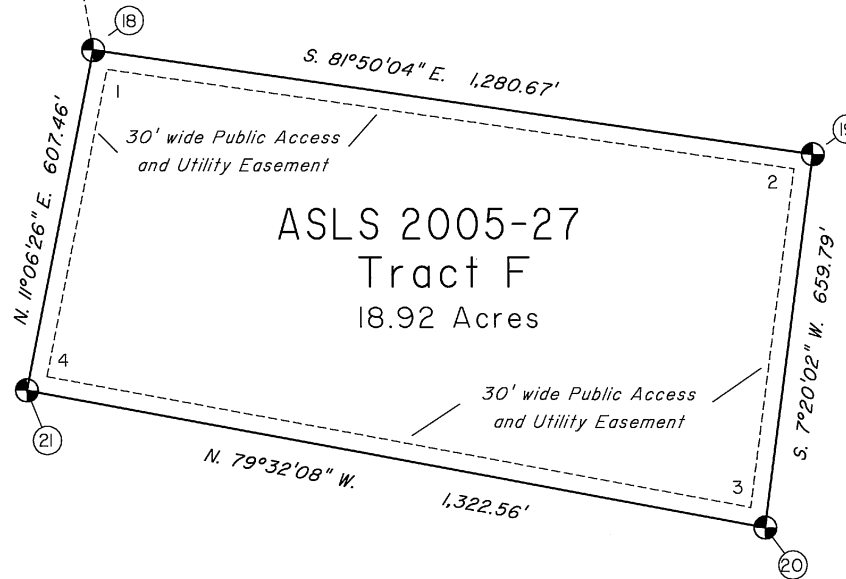 18
S. 81°50'04" E. 1,280.67'
19
1
30' wide Public Access
and Utility Easement
2
N. 11°06'26" E. 607.46'
ASLS 2005-27
Tract F
18.92 Acres
S. 7°20'02" W. 659.79'
4
30' wide Public Access
and Utility Easement
21
N. 79°32'08" W. 1,322.56'
3
20